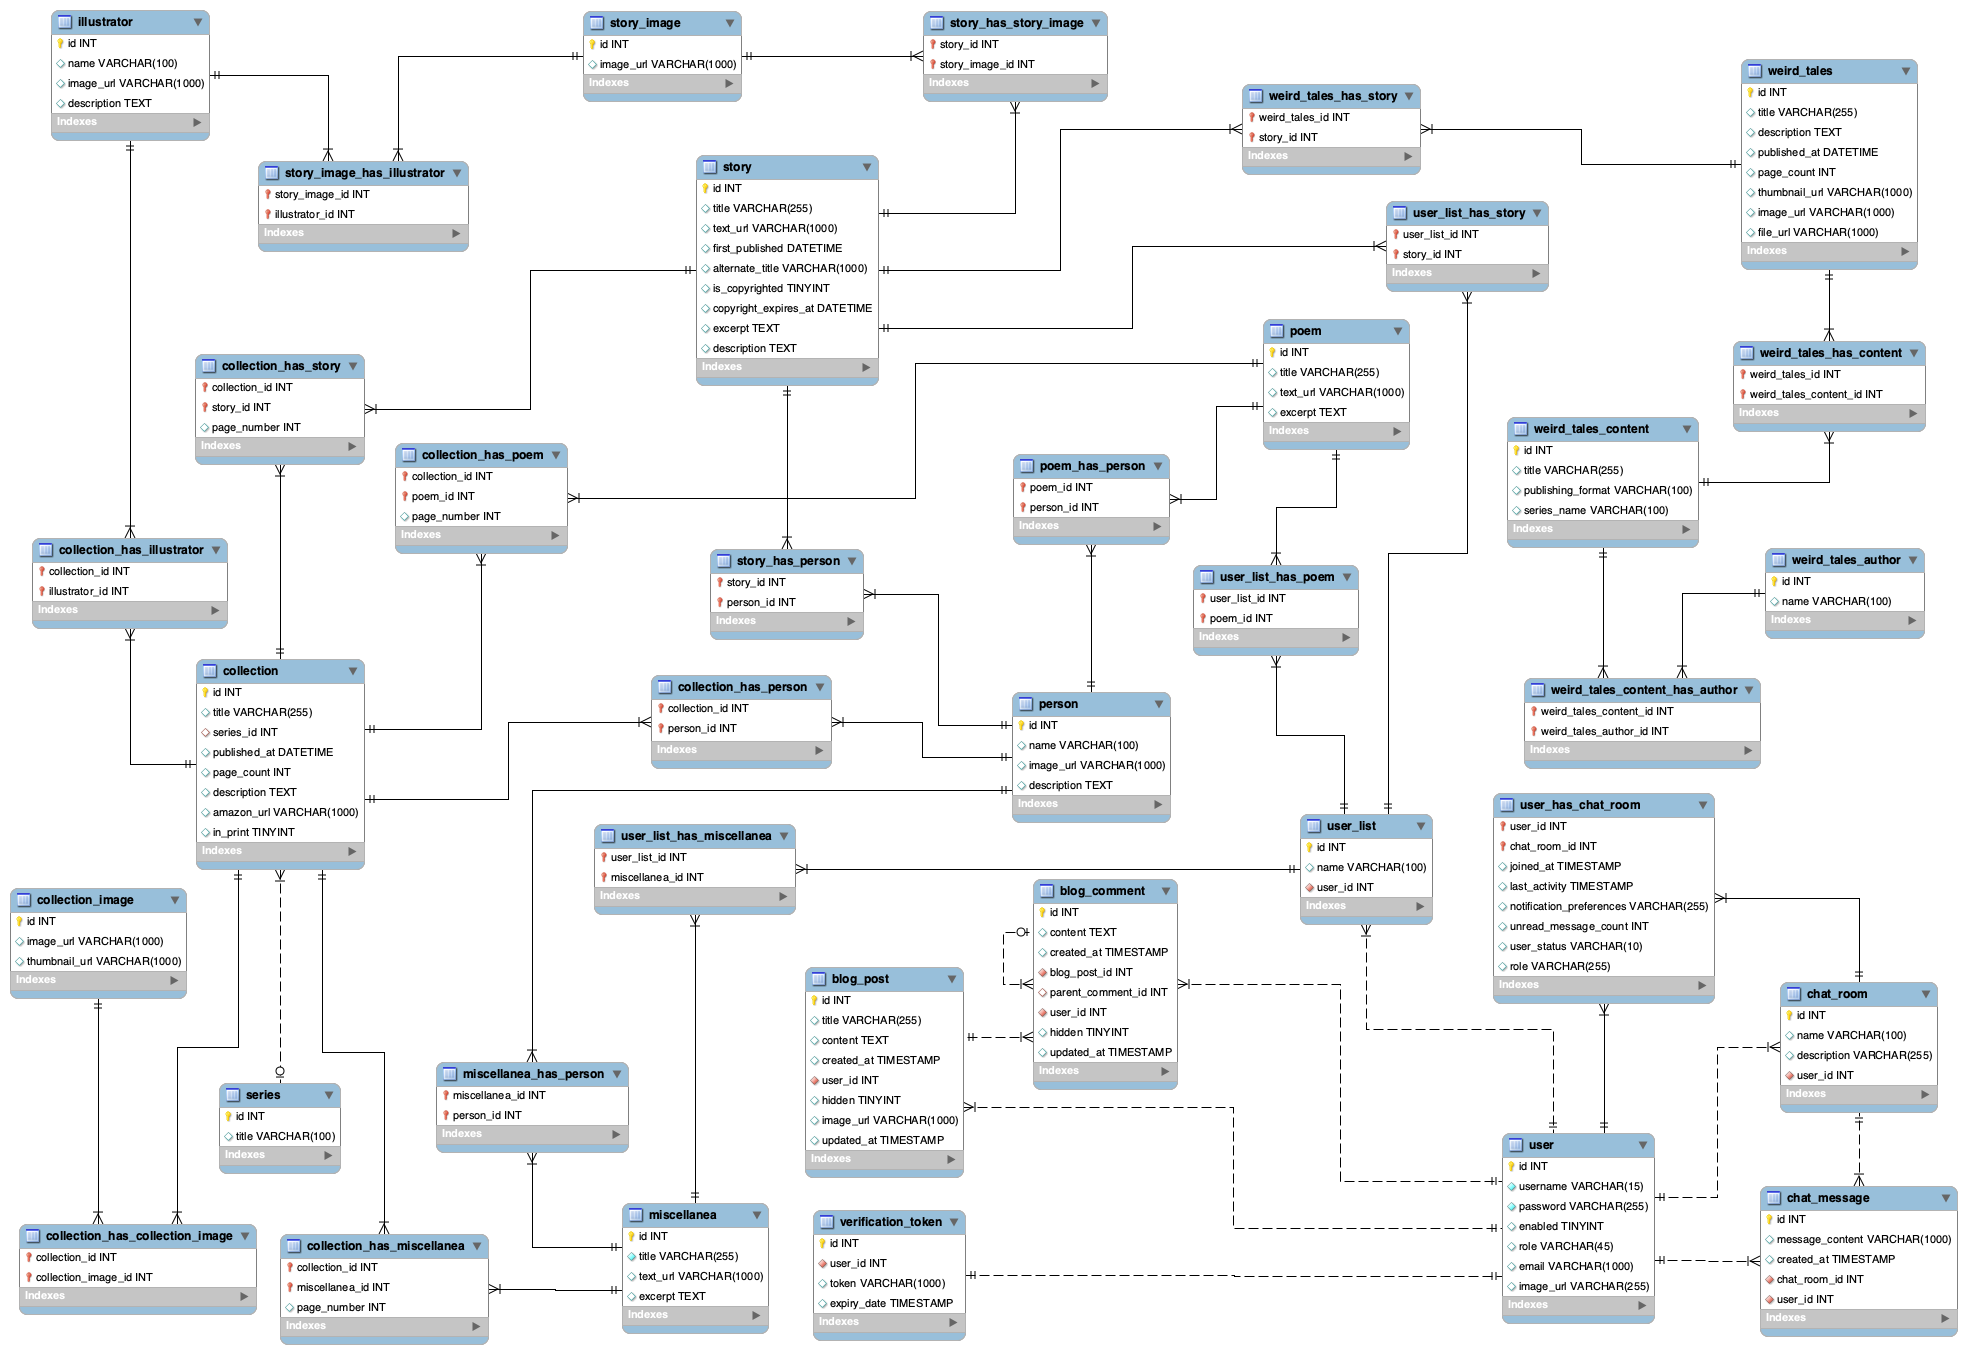 illustrator
id INT
name VARCHAR(100)
image_url VARCHAR(1000)
description TEXT
Indexes
story_image
id INT
image_url VARCHAR(1000)
Indexes
story_has_story_image
story_id INT
story_image_id INT
Indexes
weird_tales
id INT
title VARCHAR(255)
description TEXT
published_at DATETIME
page_count INT
thumbnail_url VARCHAR(1000)
image_url VARCHAR(1000)
file_url VARCHAR(1000)
Indexes
weird_tales_has_story
weird_tales_id INT
story_id INT
Indexes
story_image_has_illustrator
story_image_id INT
illustrator_id INT
Indexes
story
id INT
title VARCHAR(255)
text_url VARCHAR(1000)
first_published DATETIME
alternate_title VARCHAR(1000)
is_copyrighted TINYINT
copyright_expires_at DATETIME
excerpt TEXT
description TEXT
Indexes
user_list_has_story
user_list_id INT
story_id INT
Indexes
poem
id INT
title VARCHAR(255)
text_url VARCHAR(1000)
excerpt TEXT
Indexes
weird_tales_has_content
weird_tales_id INT
weird_tales_content_id INT
Indexes
collection_has_story
collection_id INT
story_id INT
page_number INT
Indexes
weird_tales_content
id INT
title VARCHAR(255)
publishing_format VARCHAR(100)
series_name VARCHAR(100)
Indexes
collection_has_poem
collection_id INT
poem_id INT
page_number INT
Indexes
poem_has_person
poem_id INT
person_id INT
Indexes
collection_has_illustrator
collection_id INT
illustrator_id INT
Indexes
story_has_person
story_id INT
person_id INT
Indexes
weird_tales_author
id INT
name VARCHAR(100)
Indexes
user_list_has_poem
user_list_id INT
poem_id INT
Indexes
collection
id INT
title VARCHAR(255)
series_id INT
published_at DATETIME
page_count INT
description TEXT
amazon_url VARCHAR(1000)
in_print TINYINT
Indexes
collection_has_person
collection_id INT
person_id INT
Indexes
person
id INT
name VARCHAR(100)
image_url VARCHAR(1000)
description TEXT
Indexes
weird_tales_content_has_author
weird_tales_content_id INT
weird_tales_author_id INT
Indexes
user_has_chat_room
user_id INT
chat_room_id INT
joined_at TIMESTAMP
last_activity TIMESTAMP
notification_preferences VARCHAR(255)
unread_message_count INT
user_status VARCHAR(10)
role VARCHAR(255)
Indexes
user_list_has_miscellanea
user_list_id INT
miscellanea_id INT
Indexes
user_list
id INT
name VARCHAR(100)
user_id INT
Indexes
collection_image
id INT
image_url VARCHAR(1000)
thumbnail_url VARCHAR(1000)
Indexes
blog_comment
id INT
content TEXT
created_at TIMESTAMP
blog_post_id INT
parent_comment_id INT
user_id INT
hidden TINYINT
updated_at TIMESTAMP
Indexes
blog_post
id INT
title VARCHAR(255)
content TEXT
created_at TIMESTAMP
user_id INT
hidden TINYINT
image_url VARCHAR(1000)
updated_at TIMESTAMP
Indexes
chat_room
id INT
name VARCHAR(100)
description VARCHAR(255)
user_id INT
Indexes
miscellanea_has_person
miscellanea_id INT
person_id INT
Indexes
series
id INT
title VARCHAR(100)
Indexes
user
id INT
username VARCHAR(15)
password VARCHAR(255)
enabled TINYINT
role VARCHAR(45)
email VARCHAR(1000)
image_url VARCHAR(255)
Indexes
chat_message
id INT
message_content VARCHAR(1000)
created_at TIMESTAMP
chat_room_id INT
user_id INT
Indexes
miscellanea
id INT
title VARCHAR(255)
text_url VARCHAR(1000)
excerpt TEXT
Indexes
verification_token
id INT
user_id INT
token VARCHAR(1000)
expiry_date TIMESTAMP
Indexes
collection_has_collection_image
collection_id INT
collection_image_id INT
Indexes
collection_has_miscellanea
collection_id INT
miscellanea_id INT
page_number INT
Indexes